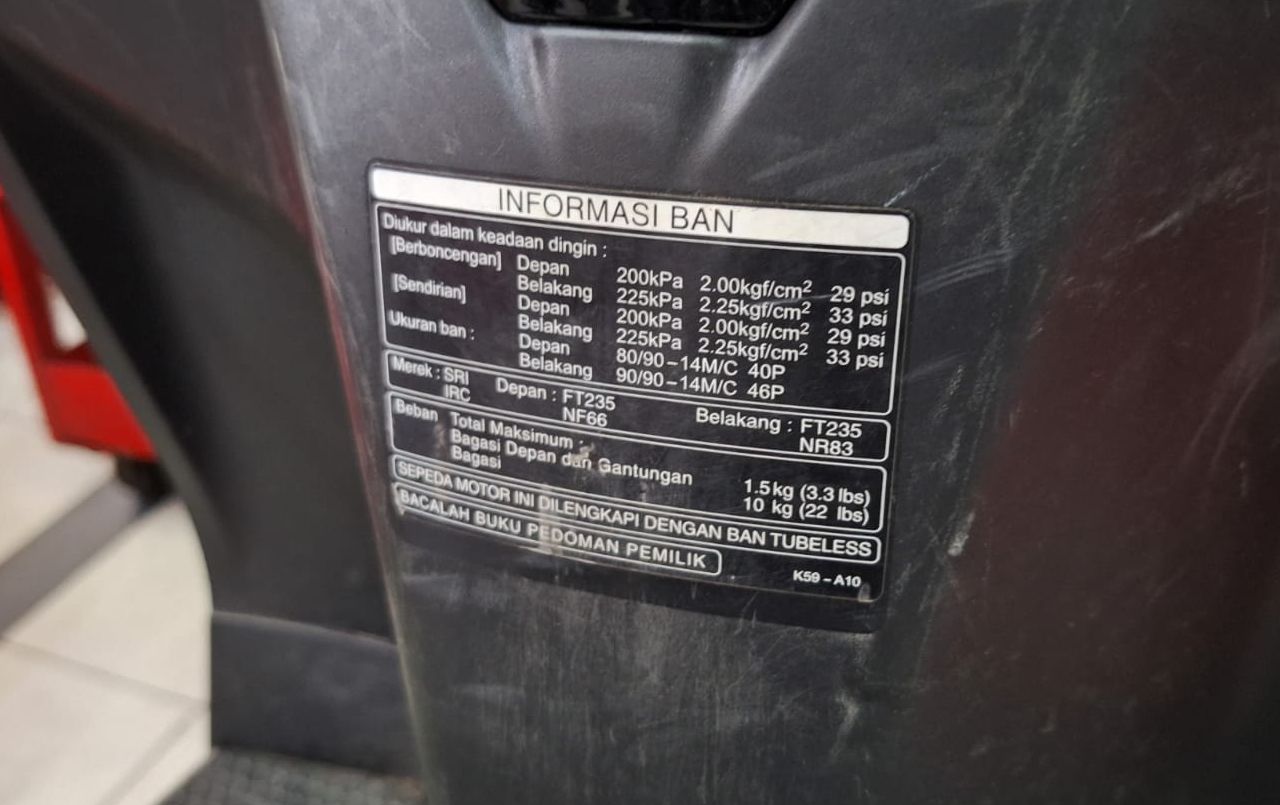 INFORMASI BAN
Diukur dalam keadaan dingin :
[Berboncengan] Depan 200kPa 2.00kgf/cm² 29 psi
Belakang 225kPa 2.25kgf/cm² 33 psi
[Sendirian] Depan 200kPa 2.00kgf/cm² 29 psi
Belakang 225kPa 2.25kgf/cm² 33 psi
Ukuran ban : Depan 80/90-14M/C 40P
Belakang 90/90-14M/C 46P
Merek : SRI Depan : FT235 Belakang : FT235
IRC NF66 NR83
Beban Total Maksimum :
Bagasi Depan dan Gantungan 1.5kg (3.3 lbs)
Bagasi 10 kg (22 lbs)
SEPEDA MOTOR INI DILENGKAPI DENGAN BAN TUBELESS
BACALAH BUKU PEDOMAN PEMILIK
K59-A10